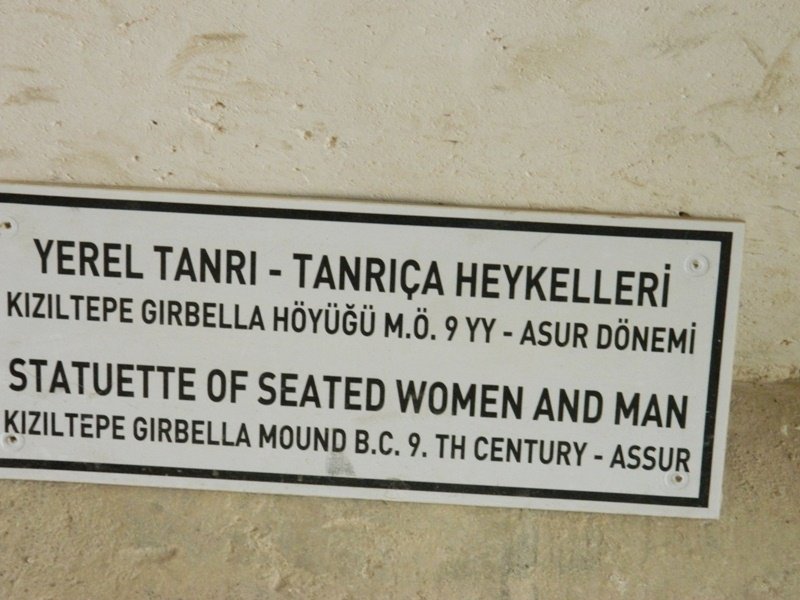 YEREL TANRI - TANRIÇA HEYKELLERİ
KIZILTEPE GIRBELLA HÖYÜĞÜ M.Ö. 9 YY - ASUR DÖNEMİ
STATUETTE OF SEATED WOMEN AND MAN
KIZILTEPE GIRBELLA MOUND B.C. 9. TH CENTURY - ASSUR